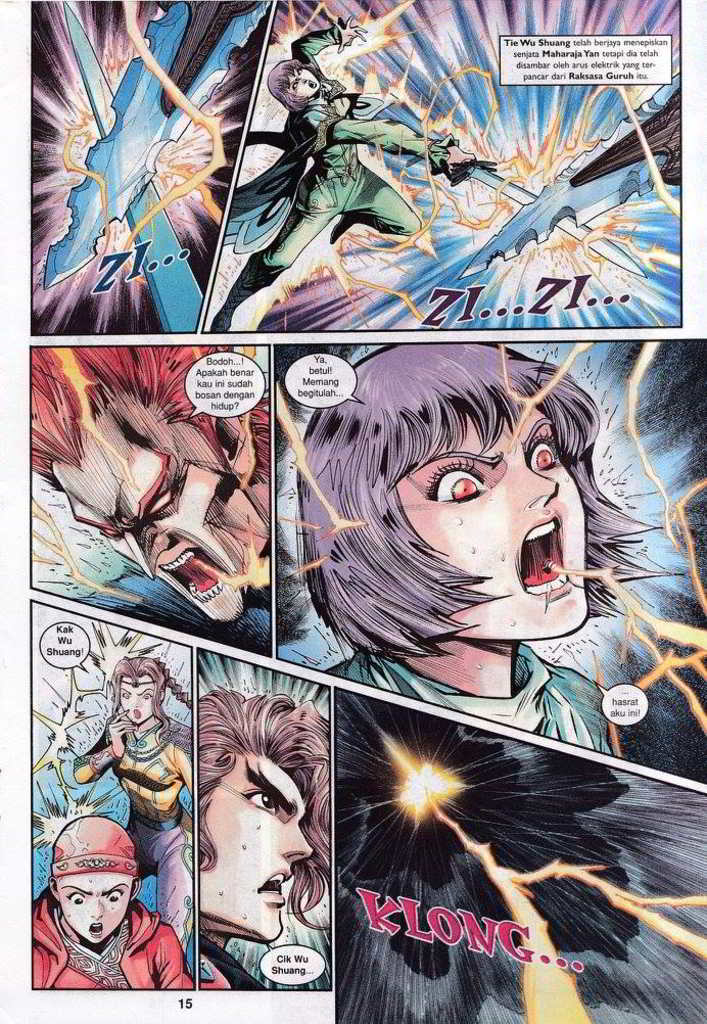 Tie Wu Shuang telah berjaya menepiskan
senjata Maharaja Yan tetapi dia telah
disambar oleh arus elektrik yang ter-
pancar dari Raksasa Guruh itu.
ZI...
ZI...ZI...
Bodoh...!
Apakah benar
kau ini sudah
bosan dengan
hidup?
Ya,
betul!
Memang
begitulah...
...
hasrat
aku ini!
Kak
Wu
Shuang!
Cik Wu
Shuang...
KLONG...
15